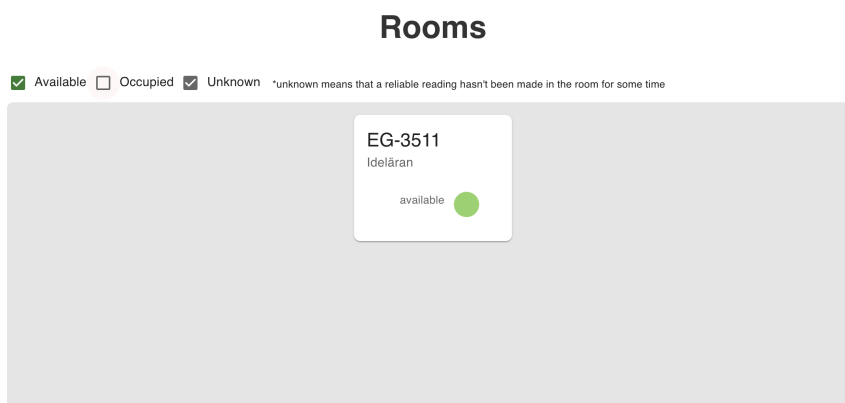 Rooms
Available Occupied Unknown *unknown means that a reliable reading hasn't been made in the room for some time
EG-3511
Ideläran
available